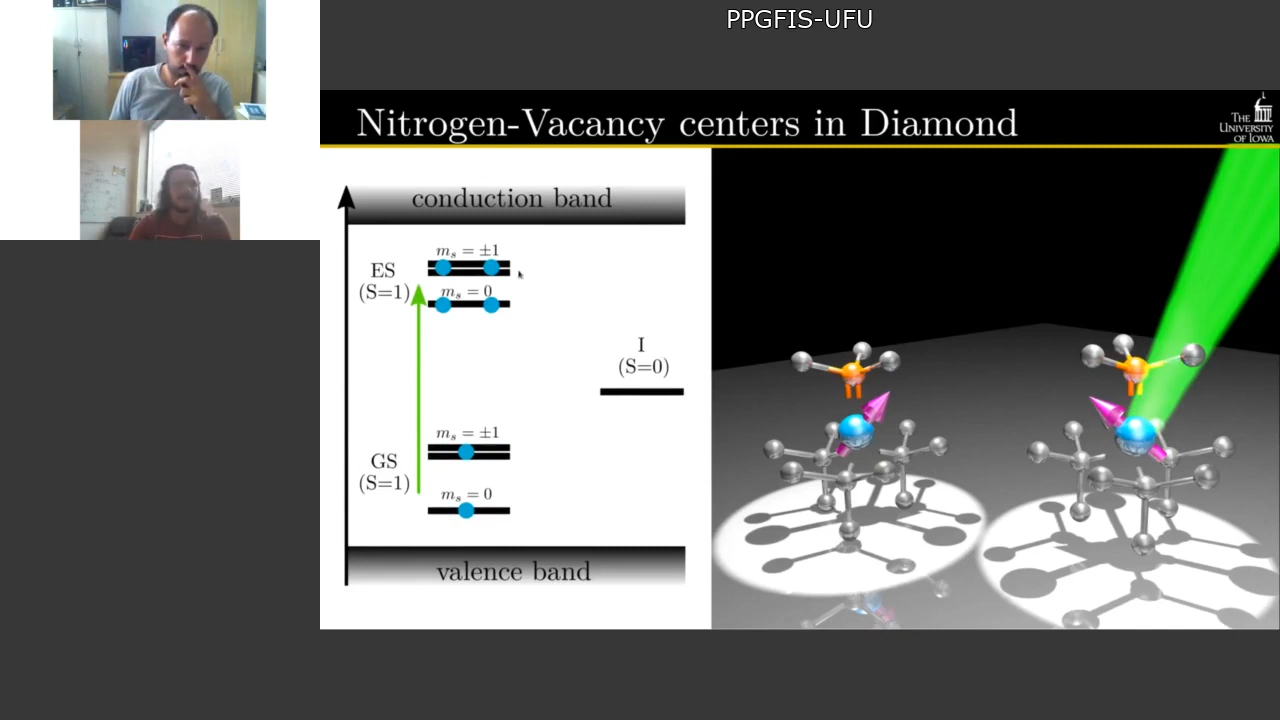 PPGFIS-UFU
Nitrogen-Vacancy centers in Diamond
THE
UNIVERSITY
OF IOWA
conduction band
m_s = ±1
ES
(S=1)
m_s = 0
I
(S=0)
m_s = ±1
GS
(S=1)
m_s = 0
valence band